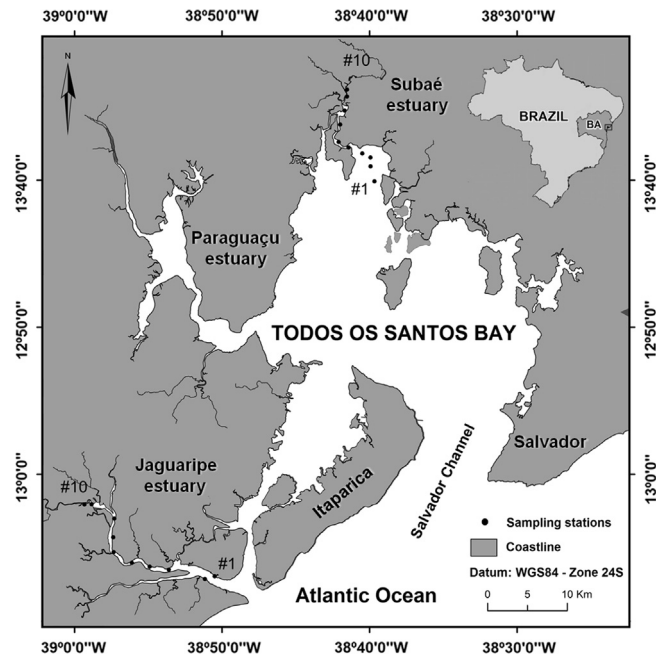 39°0'0" 38°50'0" 38°40'0" 38°30'0"
N
#10
Subaé
estuary
BRAZIL
BA
13°40'0"
13°40'0"
#1
Paraguaçu
estuary
12°50'0"
12°50'0"
TODOS OS SANTOS BAY
Jaguaripe
estuary
Salvador
13°0'0"
13°0'0"
#10
Itaparica
Salvador Channel
Sampling stations
Coastline
#1
Datum: WGS84 - Zone 24S
Atlantic Ocean
0 5 10 Km
39°0'0" 38°50'0" 38°40'0" 38°30'0"